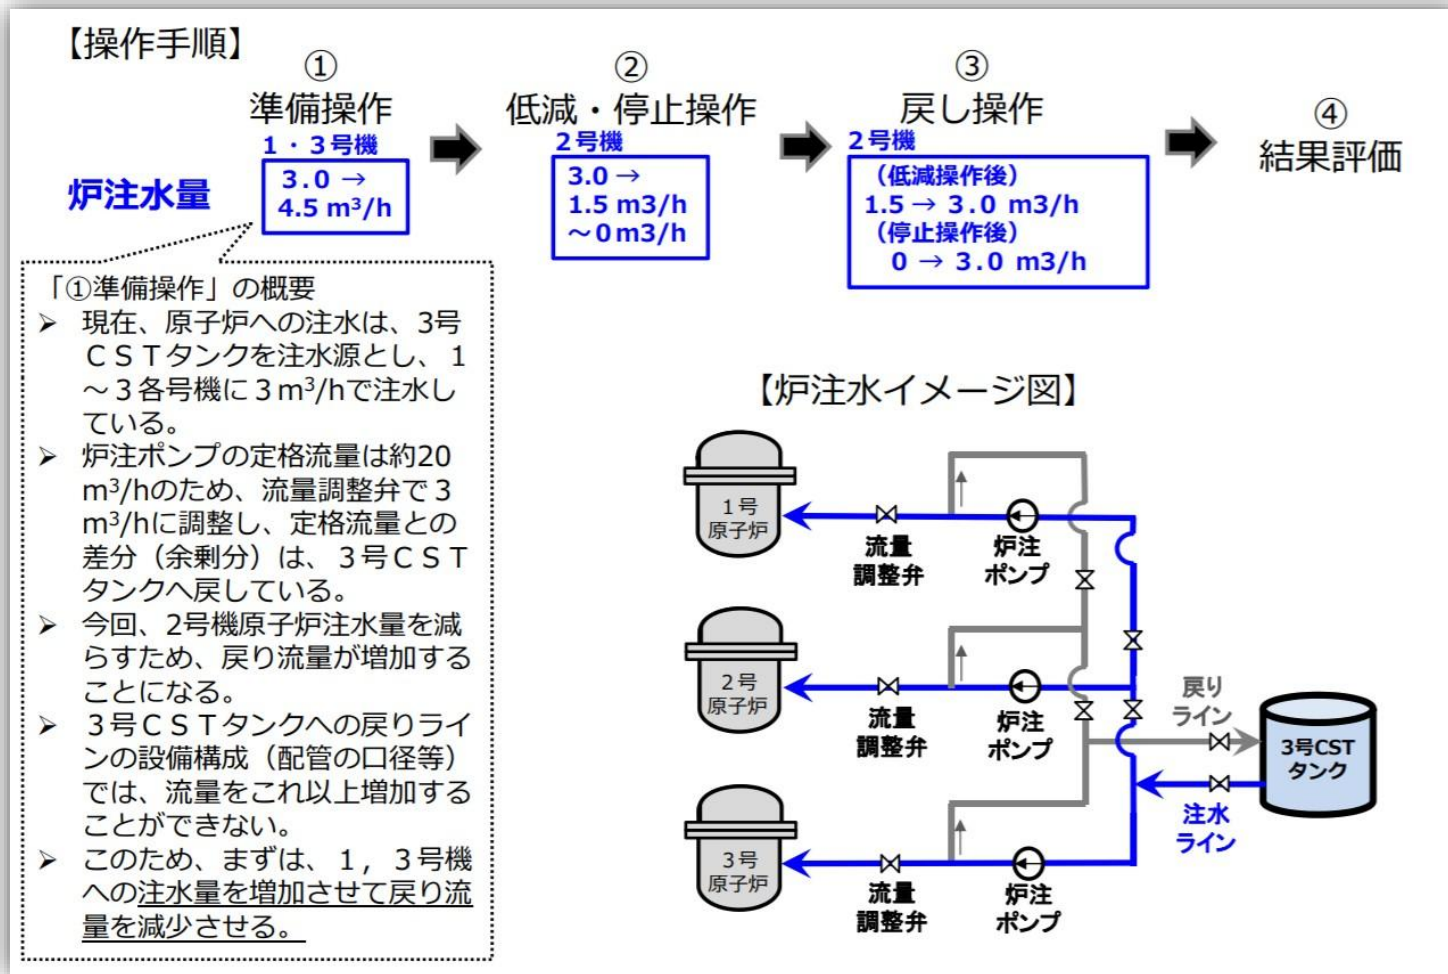 【操作手順】
①
準備操作
1・3号機
3.0 →
4.5 m³/h
炉注水量
②
低減・停止操作
2号機
3.0 →
1.5 m3/h
～0m3/h
③
戻し操作
2号機
（低減操作後）
1.5 → 3.0 m3/h
（停止操作後）
0 → 3.0 m3/h
④
結果評価
「①準備操作」の概要
➢ 現在、原子炉への注水は、3号
ＣＳＴタンクを注水源とし、１
～３各号機に３m³/hで注水し
ている。
➢ 炉注ポンプの定格流量は約20
m³/hのため、流量調整弁で３
m³/hに調整し、定格流量との
差分（余剰分）は、３号ＣＳＴ
タンクへ戻している。
➢ 今回、2号機原子炉注水量を減
らすため、戻り流量が増加する
ことになる。
➢ ３号ＣＳＴタンクへの戻りライ
ンの設備構成（配管の口径等）
では、流量をこれ以上増加する
ことができない。
➢ このため、まずは、１，３号機
への注水量を増加させて戻り流
量を減少させる。
【炉注水イメージ図】
１号
原子炉
流量
調整弁
炉注
ポンプ
２号
原子炉
流量
調整弁
炉注
ポンプ
戻り
ライン
3号CST
タンク
注水
ライン
３号
原子炉
流量
調整弁
炉注
ポンプ